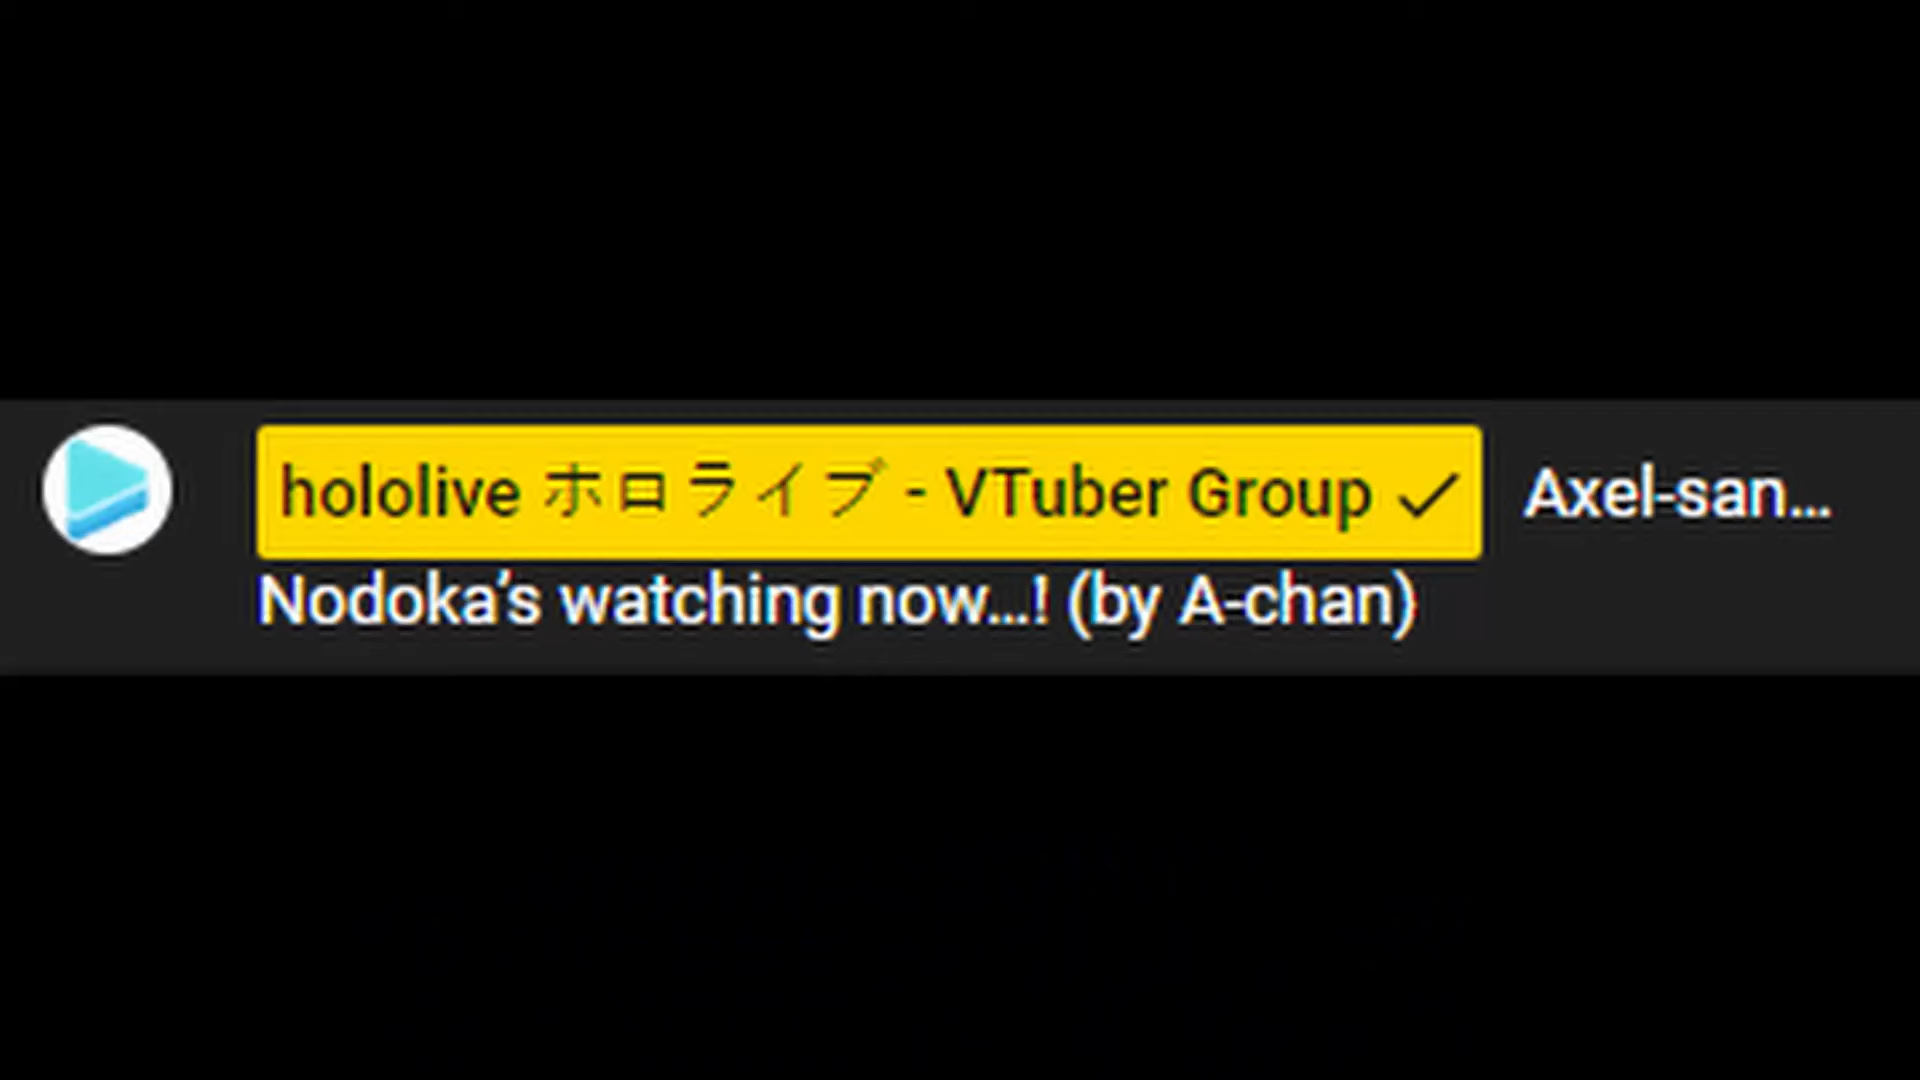 hololive ホロライブ - VTuber Group ✓ Axel-san...
Nodoka’s watching now...! (by A-chan)